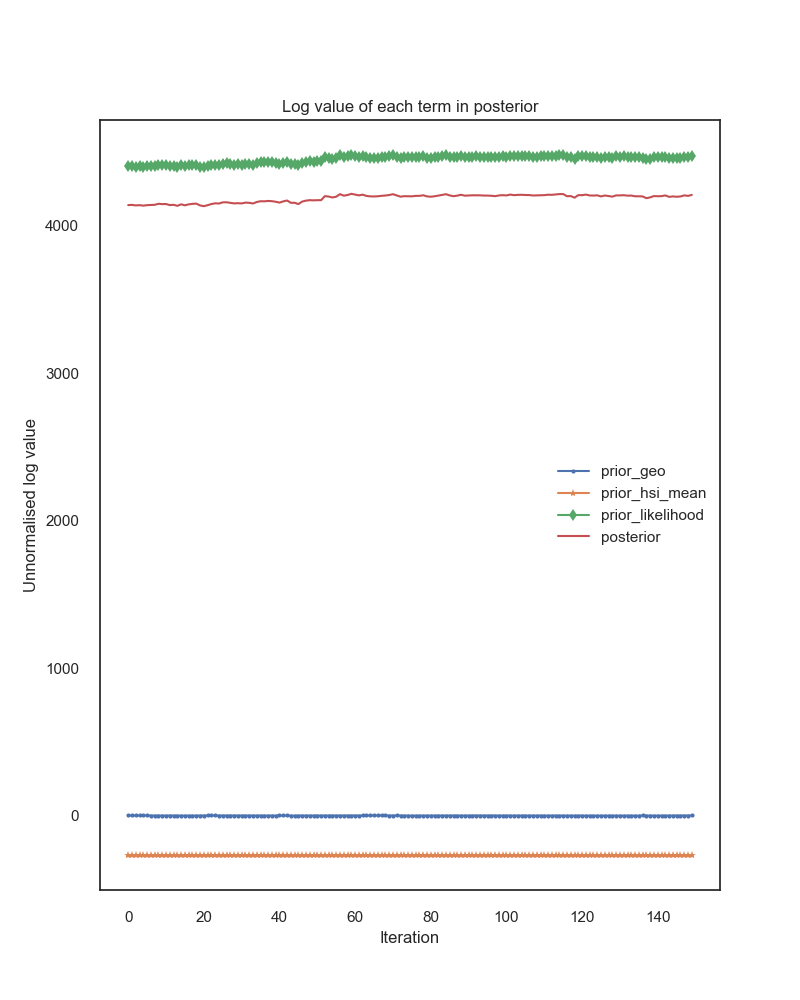 Log value of each term in posterior
4000
3000
2000
1000
0
Unnormalised log value
prior_geo
prior_hsi_mean
prior_likelihood
posterior
0 20 40 60 80 100 120 140
Iteration